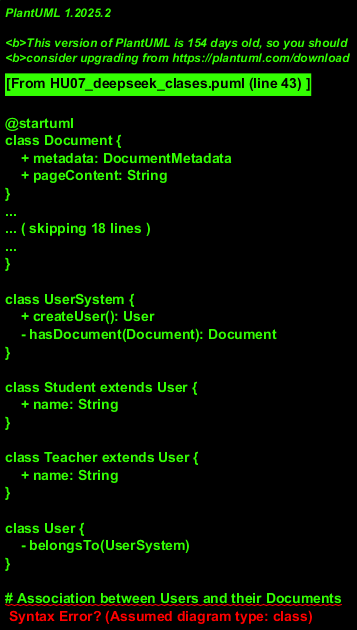 PlantUML 1.2025.2
<b>This version of PlantUML is 154 days old, so you should
<b>consider upgrading from https://plantuml.com/download
[From HU07_deepseek_clases.puml (line 43) ]
@startuml
class Document {
+ metadata: DocumentMetadata
+ pageContent: String
}
...
... ( skipping 18 lines )
...
}
class UserSystem {
+ createUser(): User
- hasDocument(Document): Document
}
class Student extends User {
+ name: String
}
class Teacher extends User {
+ name: String
}
class User {
- belongsTo(UserSystem)
}
# Association between Users and their Documents
Syntax Error? (Assumed diagram type: class)